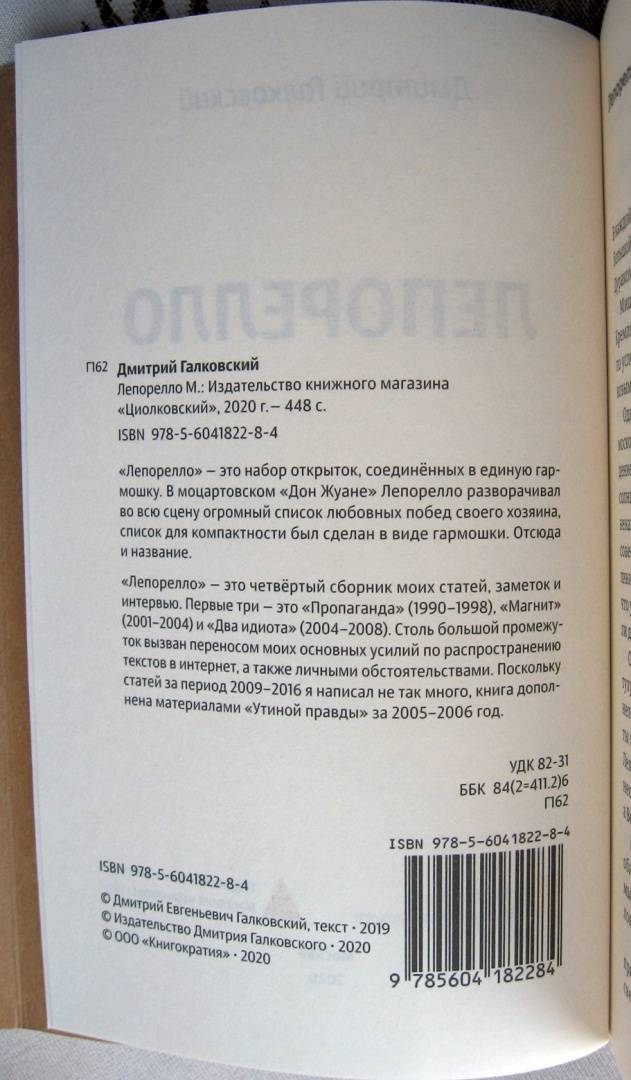 Дмитрий Галковский
ЛЕПОРЕЛЛО
П62 Дмитрий Галковский
Лепорелло М.: Издательство книжного магазина
«Циолковский», 2020 г. – 448 с.
ISBN 978-5-6041822-8-4
«Лепорелло» – это набор открыток, соединённых в единую гар-
мошку. В моцартовском «Дон Жуане» Лепорелло разворачивал
во всю сцену огромный список любовных побед своего хозяина,
список для компактности был сделан в виде гармошки. Отсюда
и название.
«Лепорелло» – это четвёртый сборник моих статей, заметок и
интервью. Первые три – это «Пропаганда» (1990–1998), «Магнит»
(2001–2004) и «Два идиота» (2004–2008). Столь большой промежу-
ток вызван переносом моих основных усилий по распространению
текстов в интернет, а также личными обстоятельствами. Поскольку
статей за период 2009–2016 я написал не так много, книга допол-
нена материалами «Утиной правды» за 2005–2006 год.
УДК 82-31
ББК 84(2=411.2)6
П62
ISBN 978-5-6041822-8-4
ISBN 978-5-6041822-8-4
© Дмитрий Евгеньевич Галковский, текст · 2019
© Издательство Дмитрия Галковского · 2020
© ООО «Книгократия» · 2020
9 785604 182284